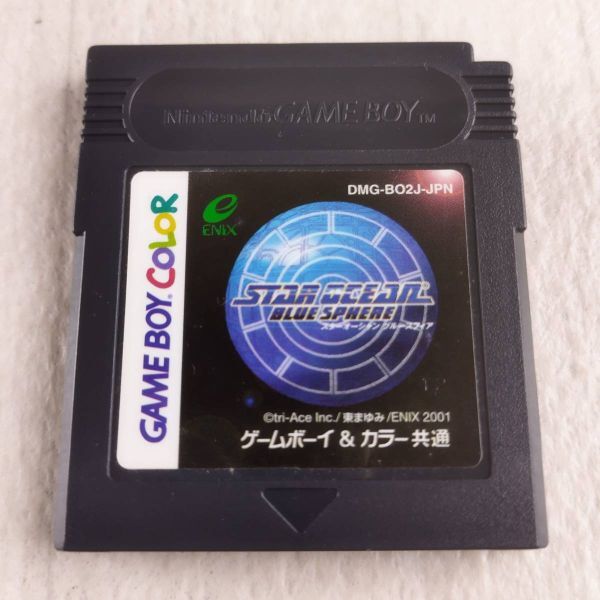 Nintendo GAME BOY TM
DMG-BO2J-JPN
ENIX
GAME BOY COLOR
STAR OCEAN
BLUE SPHERE
スターオーシャン ブルースフィア
©tri-Ace Inc./東まゆみ/ENIX 2001
ゲームボーイ & カラー共通